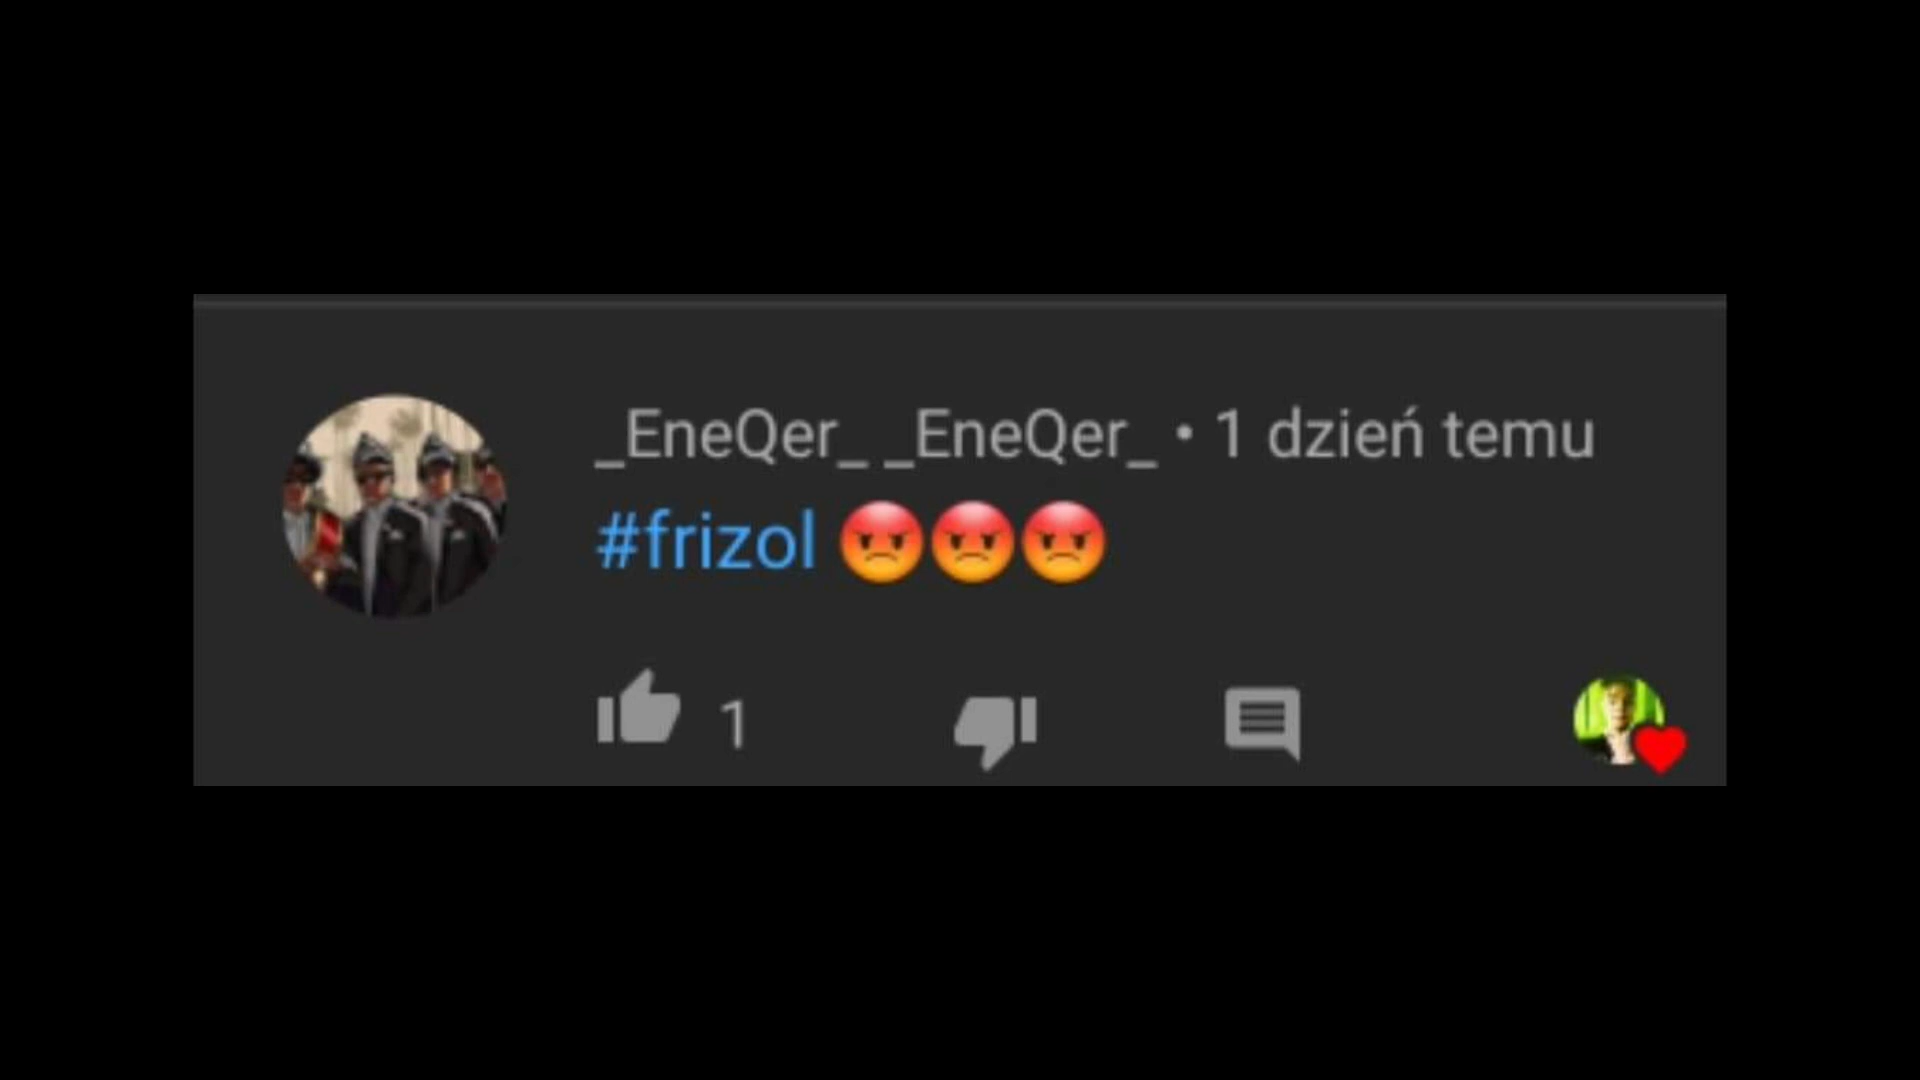 _EneQer_ _EneQer_ • 1 dzień temu
#frizol 😡😡😡
1